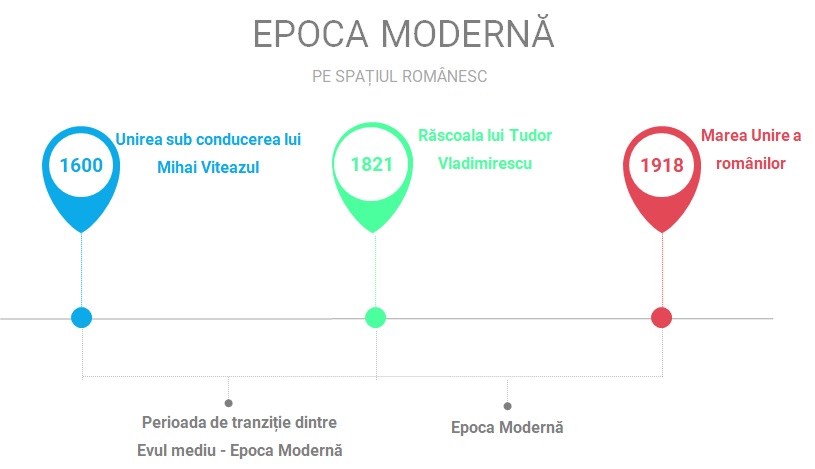 EPOCA MODERNĂ
PE SPAȚIUL ROMÂNESC
1600
Unirea sub conducerea lui
Mihai Viteazul
1821
Răscoala lui Tudor
Vladimirescu
1918
Marea Unire a
românilor
Perioada de tranziție dintre
Evul mediu - Epoca Modernă
Epoca Modernă